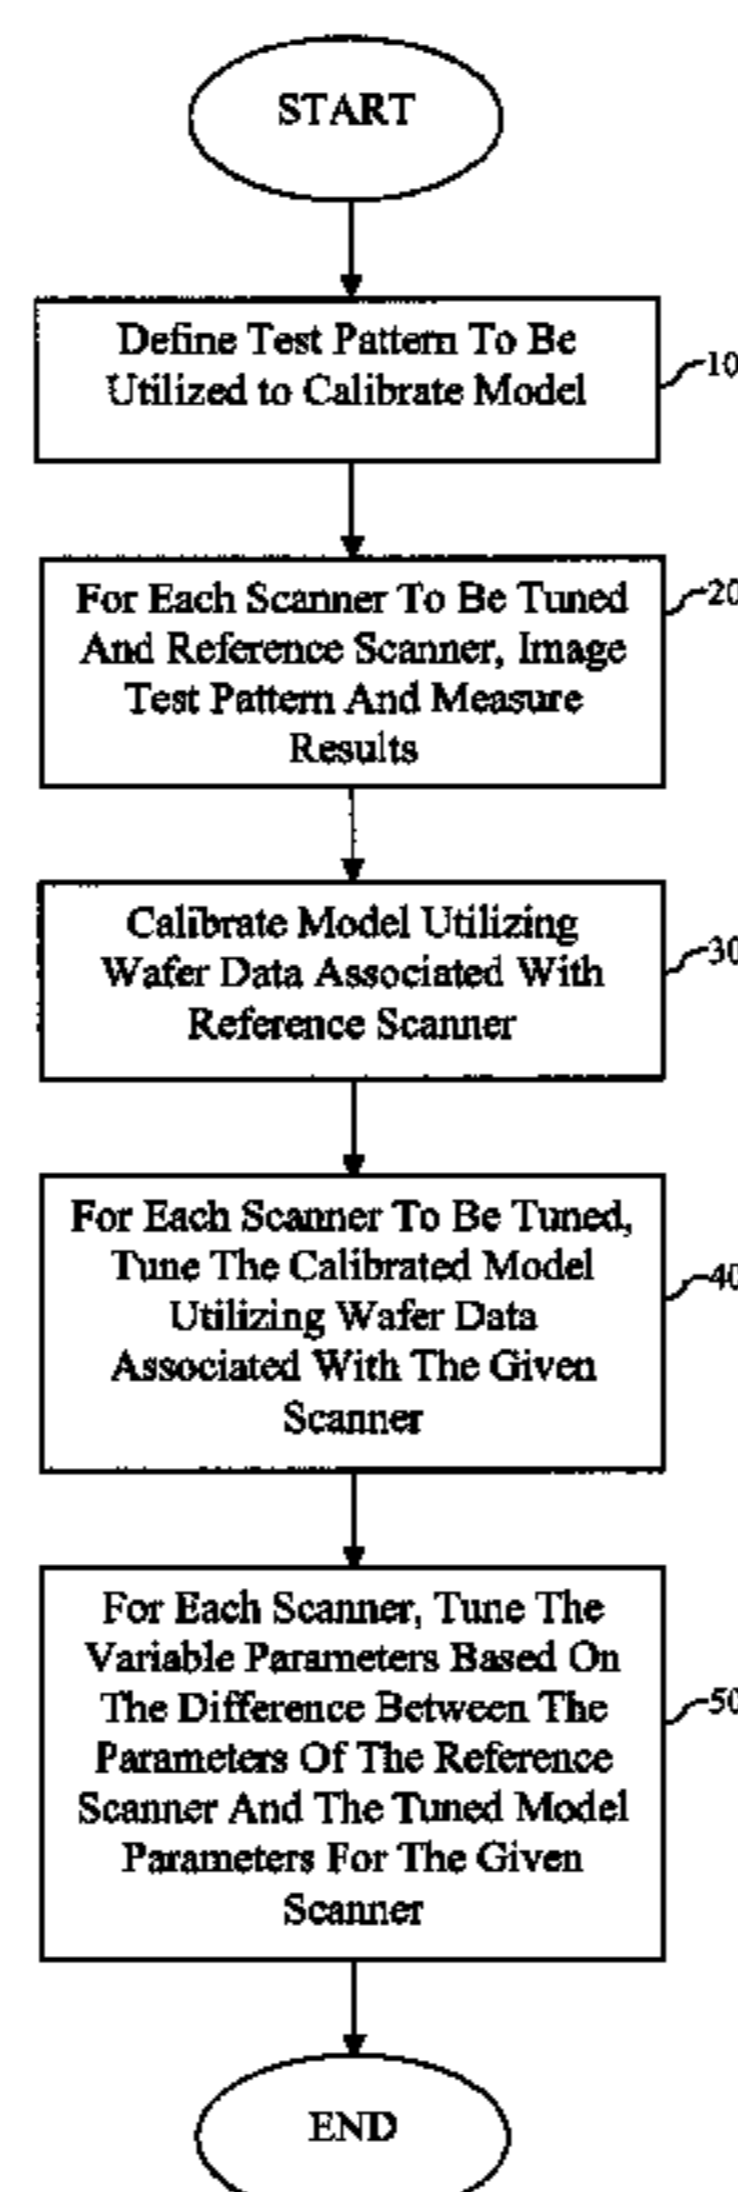 START
Define Test Pattern To Be
Utilized to Calibrate Model
10
For Each Scanner To Be Tuned
And Reference Scanner, Image
Test Pattern And Measure
Results
20
Calibrate Model Utilizing
Wafer Data Associated With
Reference Scanner
30
For Each Scanner To Be Tuned,
Tune The Calibrated Model
Utilizing Wafer Data
Associated With The Given
Scanner
40
For Each Scanner, Tune The
Variable Parameters Based On
The Difference Between The
Parameters Of The Reference
Scanner And The Tuned Model
Parameters For The Given
Scanner
50
END